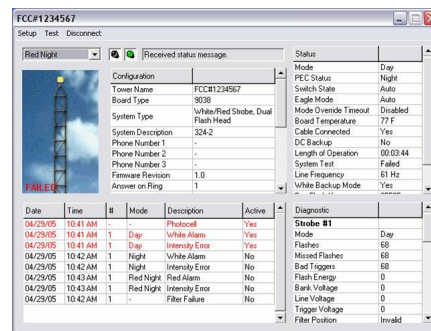 FCC#1234567
Setup Test Disconnect
Red Night
Received status message.
FAILED
Configuration
Tower Name FCC#1234567
Board Type 9038
System Type White/Red Strobe, Dual Flash Head
System Description 324-2
Phone Number 1 -
Phone Number 2 -
Phone Number 3 -
Firmware Revision 1.0
Answer on Ring 1
Status
Mode Day
PEC Status Night
Switch State Auto
Eagle Mode Auto
Mode Override Timeout Disabled
Board Temperature 77 F
Cable Connected Yes
DC Backup No
Length of Operation 00:03:44
System Test Failed
Line Frequency 61 Hz
White Backup Mode Yes
Date Time # Mode Description Active
04/29/05 10:41 AM - - Photocell Yes
04/29/05 10:41 AM 1 Day White Alarm Yes
04/29/05 10:41 AM 1 Day Intensity Error Yes
04/29/05 10:42 AM 1 Night White Alarm No
04/29/05 10:42 AM 1 Night Intensity Error No
04/29/05 10:43 AM 1 Red Night Red Alarm No
04/29/05 10:43 AM 1 Red Night Intensity Error No
04/29/05 10:42 AM 1 - Filter Failure No
Diagnostic
Strobe #1
Mode Day
Flashes 68
Missed Flashes 68
Bad Triggers 68
Flash Energy 0
Bank Voltage 0
Line Voltage 0
Trigger Voltage 0
Filter Position Invalid